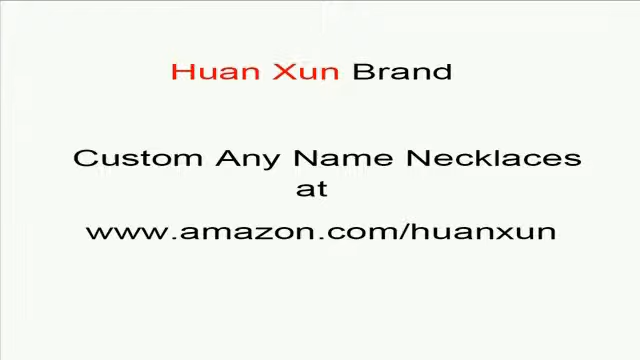 Huan Xun Brand
Custom Any Name Necklaces
at
www.amazon.com/huanxun